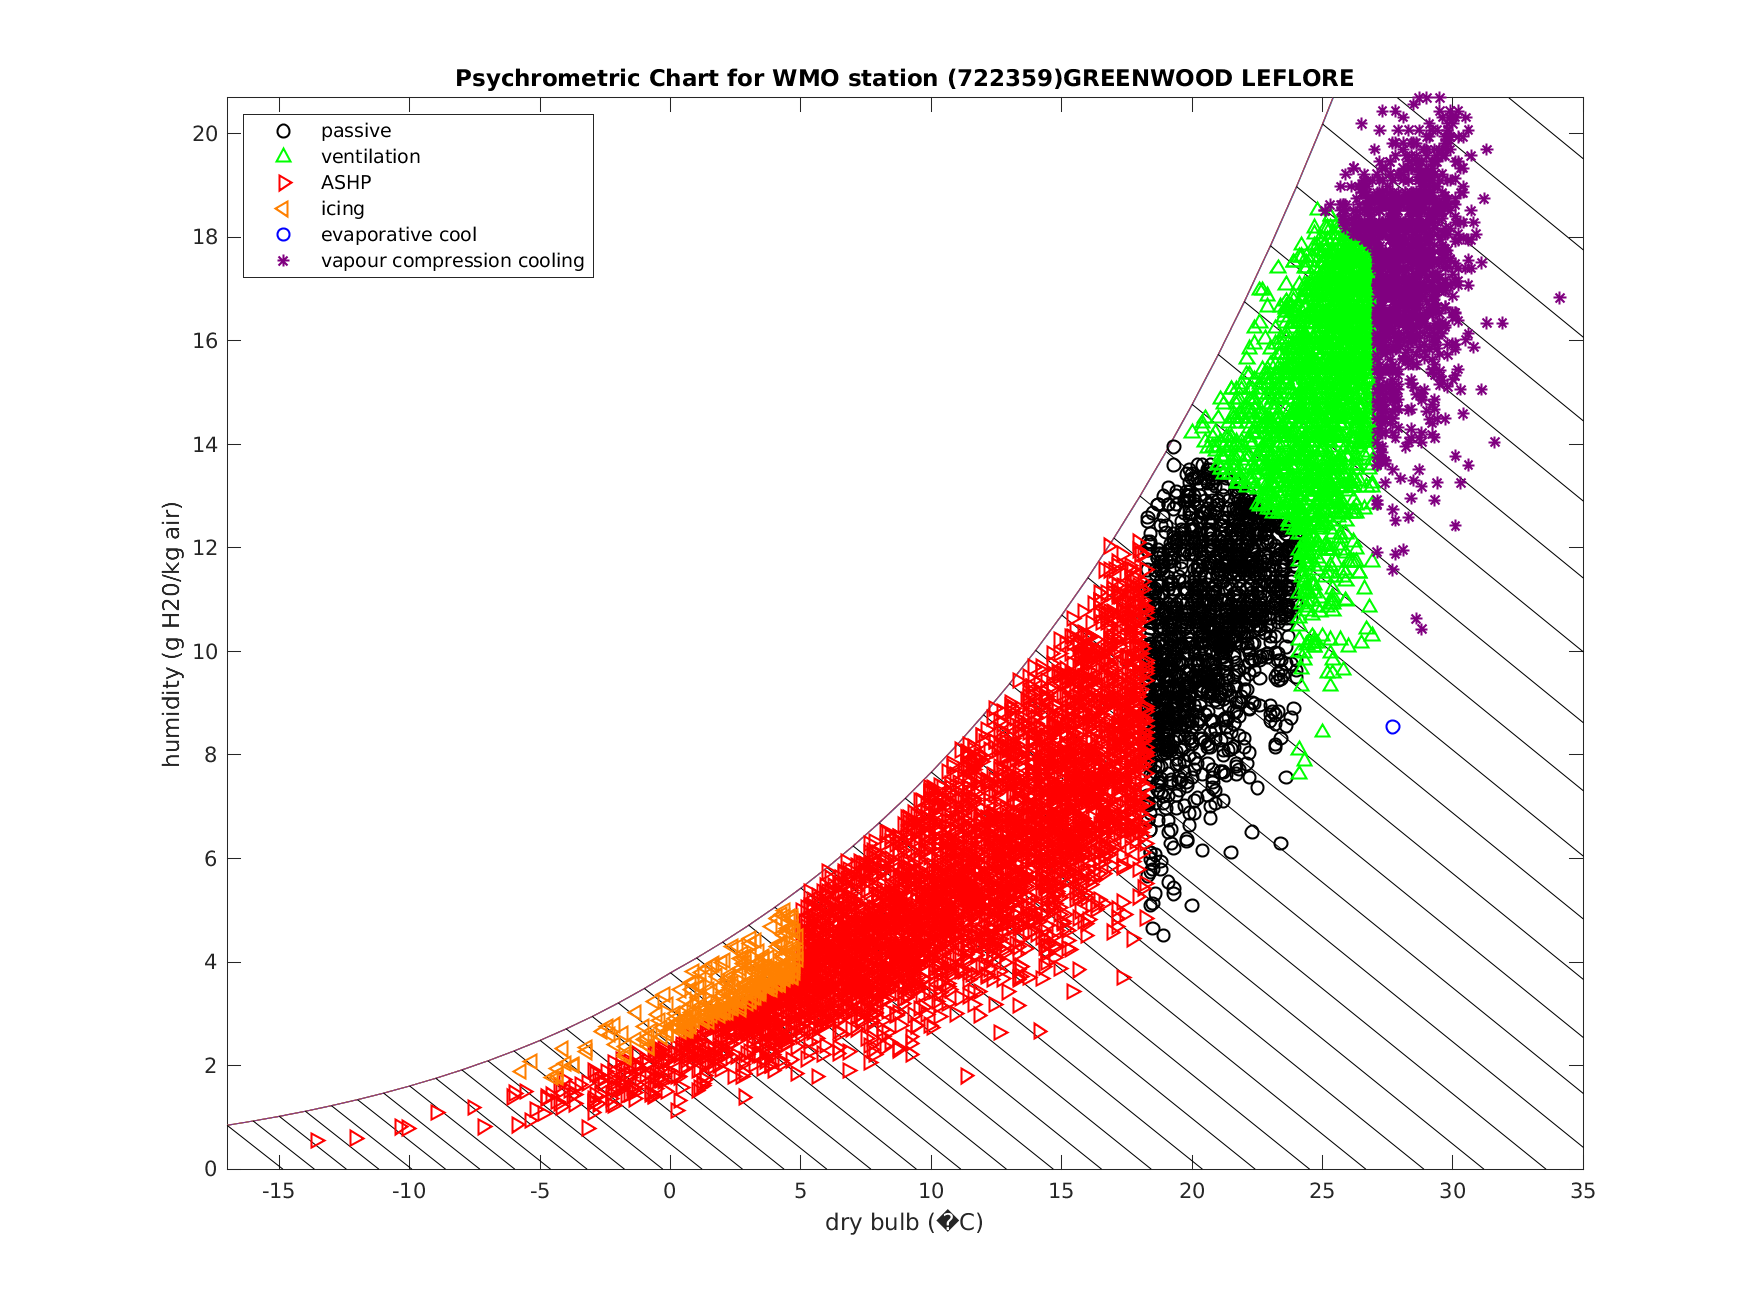 Psychrometric Chart for WMO station (722359)GREENWOOD LEFLORE
passive
ventilation
ASHP
icing
evaporative cool
vapour compression cooling
humidity (g H20/kg air)
20
18
16
14
12
10
8
6
4
2
0
-15 -10 -5 0 5 10 15 20 25 30 35
dry bulb (�C)